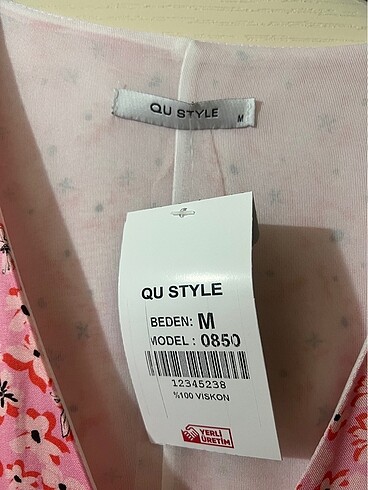 QU STYLE
M
QU STYLE
BEDEN: M
MODEL : 0850
12345238
%100 VISKON
YERLİ
ÜRETİM